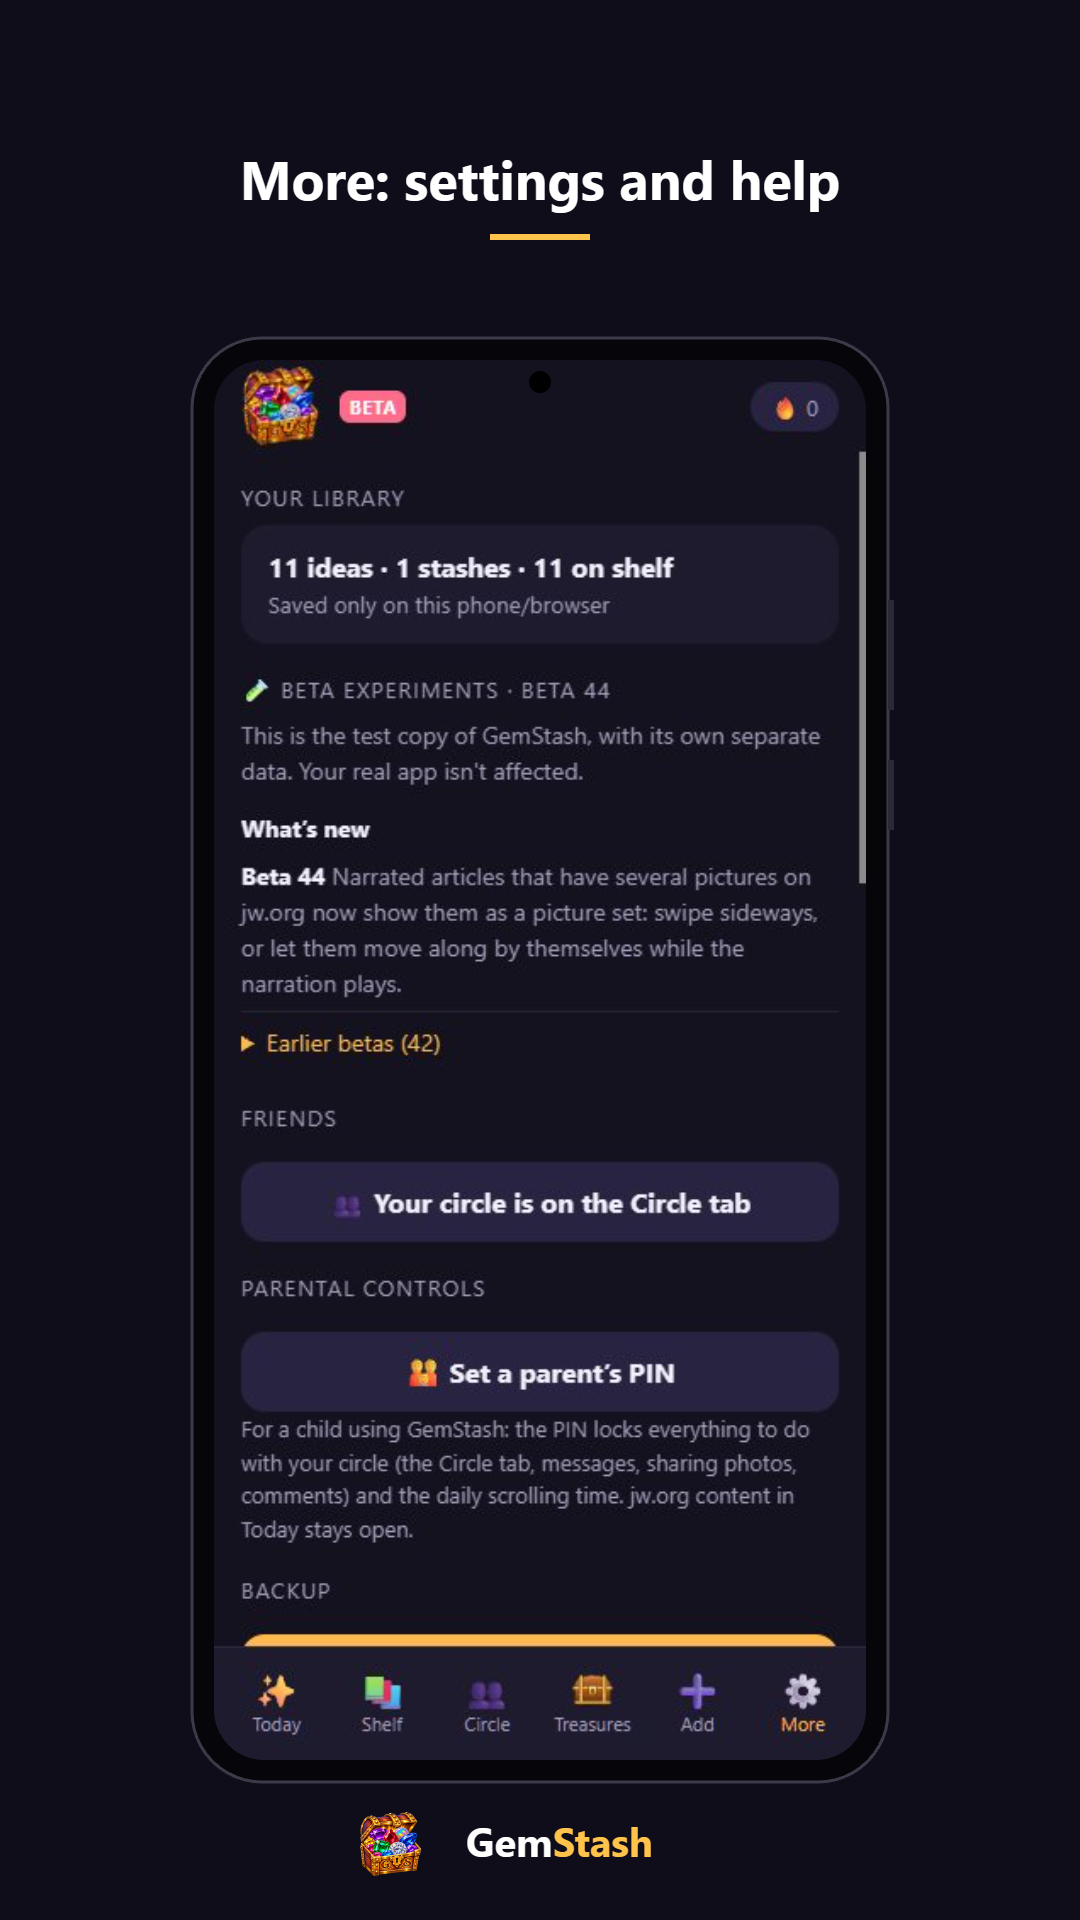 More: settings and help
BETA
0
YOUR LIBRARY
11 ideas · 1 stashes · 11 on shelf
Saved only on this phone/browser
BETA EXPERIMENTS · BETA 44
This is the test copy of GemStash, with its own separate
data. Your real app isn't affected.
What's new
Beta 44 Narrated articles that have several pictures on
jw.org now show them as a picture set: swipe sideways,
or let them move along by themselves while the
narration plays.
Earlier betas (42)
FRIENDS
Your circle is on the Circle tab
PARENTAL CONTROLS
Set a parent's PIN
For a child using GemStash: the PIN locks everything to do
with your circle (the Circle tab, messages, sharing photos,
comments) and the daily scrolling time. jw.org content in
Today stays open.
BACKUP
Today Shelf Circle Treasures Add More
GemStash